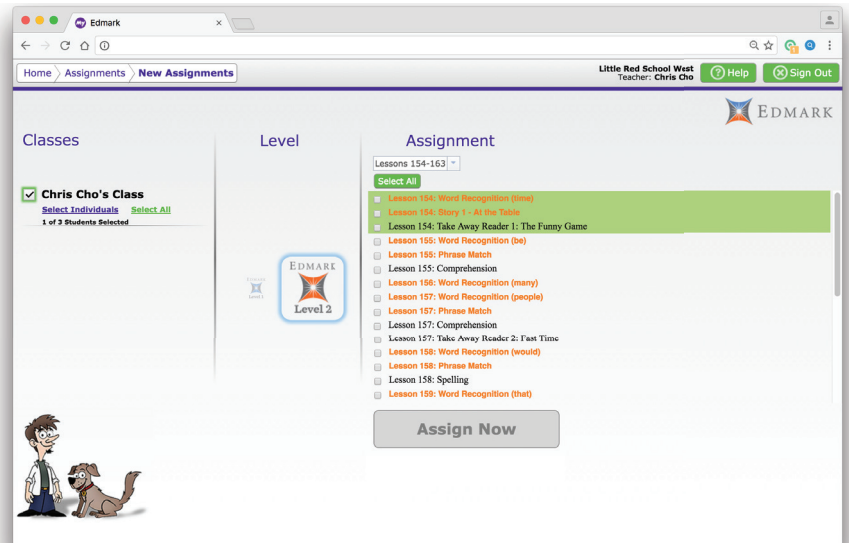 My Edmark ×
Home Assignments New Assignments
Little Red School West
Teacher: Chris Cho
? Help
Sign Out
EDMARK
Classes
Level
Assignment
Chris Cho's Class
Select Individuals Select All
1 of 3 Students Selected
EDMARK
Level 1
EDMARK
Level 2
Lessons 154-163
Select All
Lesson 154: Word Recognition (time)
Lesson 154: Story 1 - At the Table
Lesson 154: Take Away Reader 1: The Funny Game
Lesson 155: Word Recognition (be)
Lesson 155: Phrase Match
Lesson 155: Comprehension
Lesson 156: Word Recognition (many)
Lesson 157: Word Recognition (people)
Lesson 157: Phrase Match
Lesson 157: Comprehension
Lesson 157: Take Away Reader 2: Fast Time
Lesson 158: Word Recognition (would)
Lesson 158: Phrase Match
Lesson 158: Spelling
Lesson 159: Word Recognition (that)
Assign Now